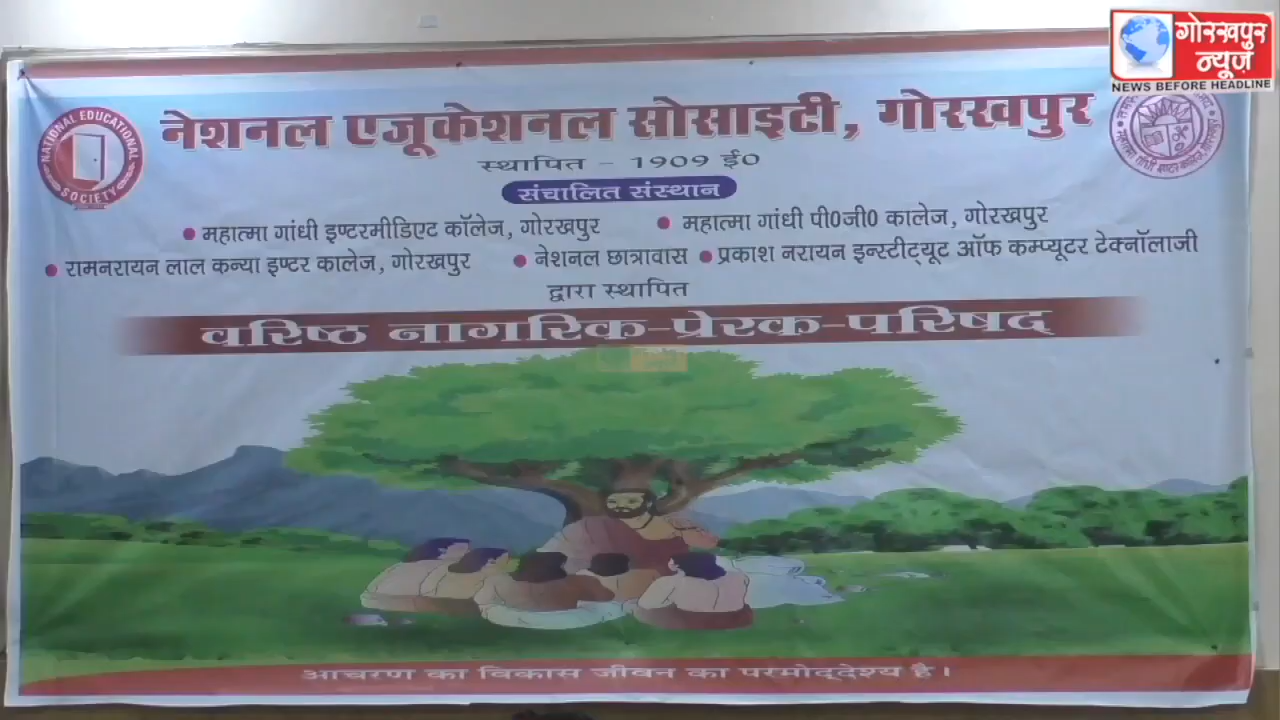 गोरखपुर
न्यूज़
NEWS BEFORE HEADLINE
NATIONAL EDUCATIONAL
SOCIETY
नेशनल एजूकेशनल सोसाइटी, गोरखपुर
स्थापित - 1909 ई0
संचालित संस्थान
महात्मा गांधी इण्टरमीडिएट कॉलेज, गोरखपुर
महात्मा गांधी पी0जी0 कालेज, गोरखपुर
रामनरायन लाल कन्या इण्टर कालेज, गोरखपुर
नेशनल छात्रावास
प्रकाश नरायन इन्स्टीट्यूट ऑफ कम्प्यूटर टेक्नॉलाजी
द्वारा स्थापित
वरिष्ठ नागरिक-प्रेरक-परिषद्
आचरण का विकास जीवन का परमोद्देश्य है।